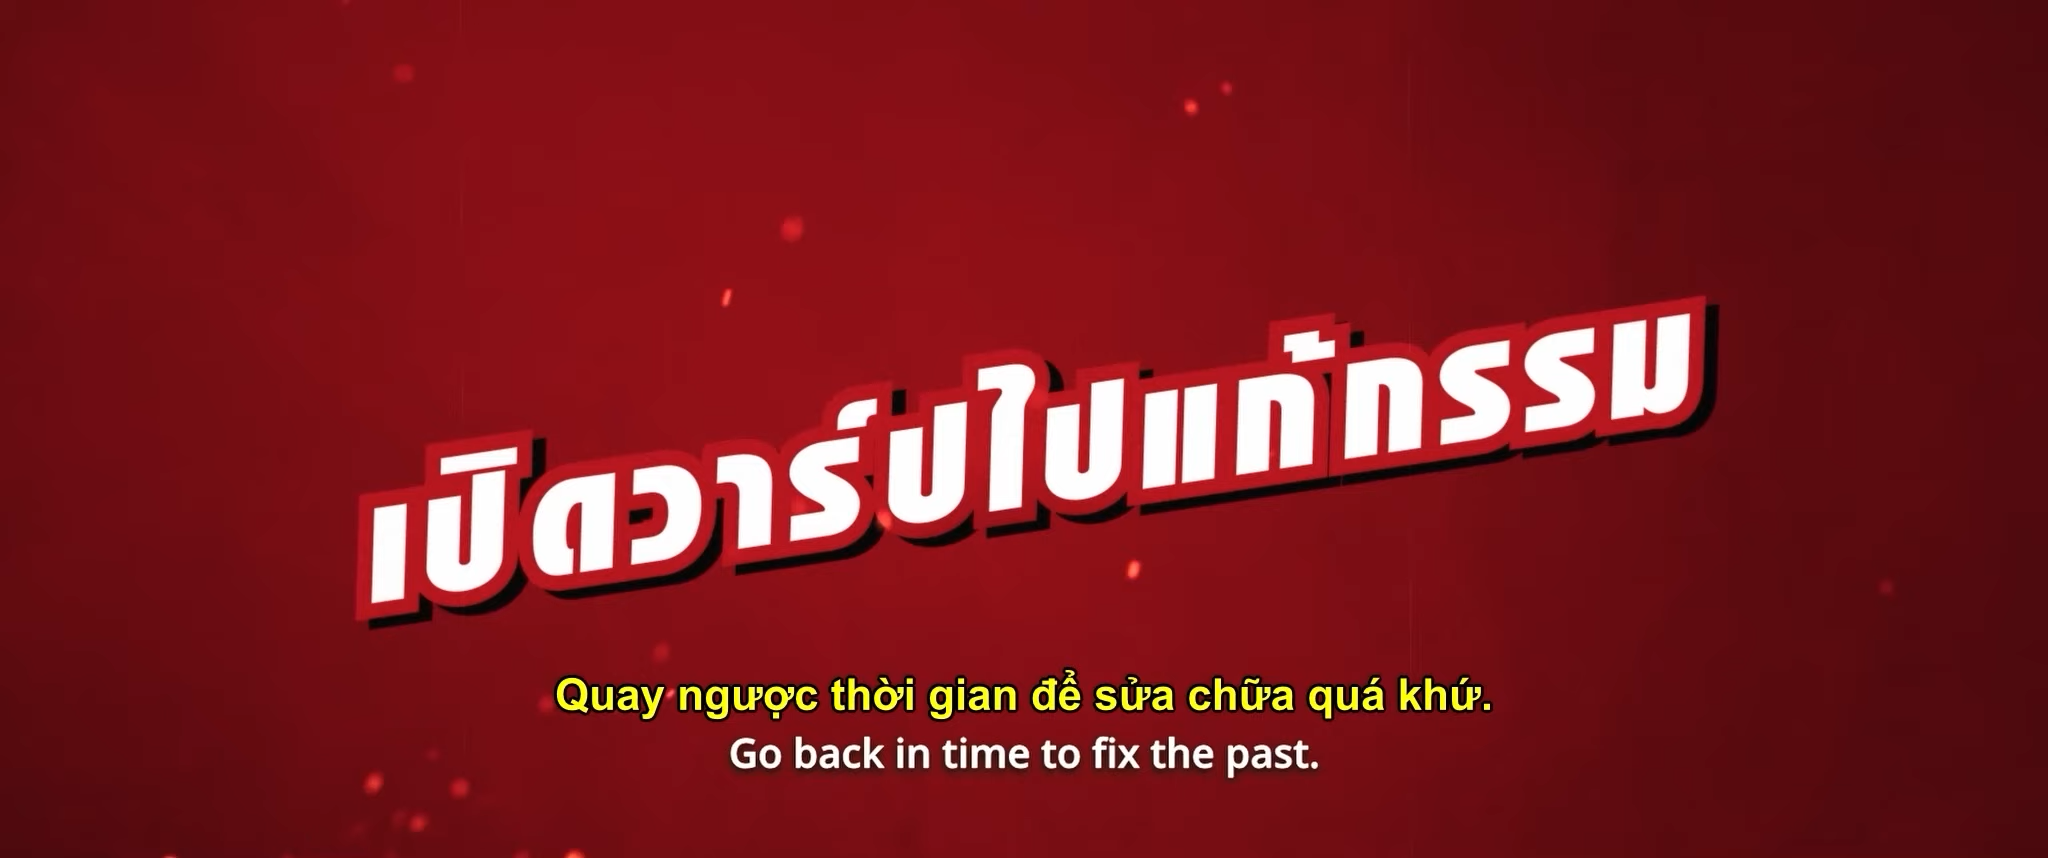 เปิดวาร์ปไปแก้กรรม
Quay ngược thời gian để sửa chữa quá khứ.
Go back in time to fix the past.